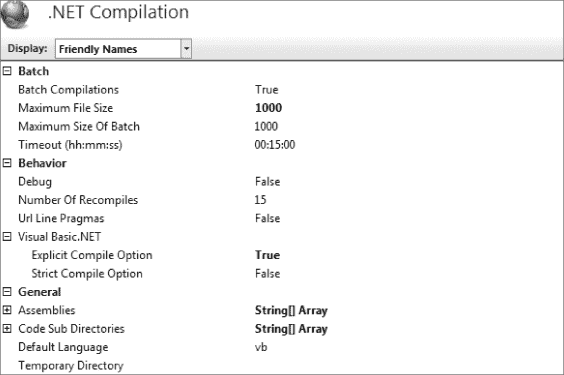 .NET Compilation
Display: Friendly Names
Batch
Batch Compilations True
Maximum File Size 1000
Maximum Size Of Batch 1000
Timeout (hh:mm:ss) 00:15:00
Behavior
Debug False
Number Of Recompiles 15
Url Line Pragmas False
Visual Basic.NET
Explicit Compile Option True
Strict Compile Option False
General
Assemblies String[] Array
Code Sub Directories String[] Array
Default Language vb
Temporary Directory